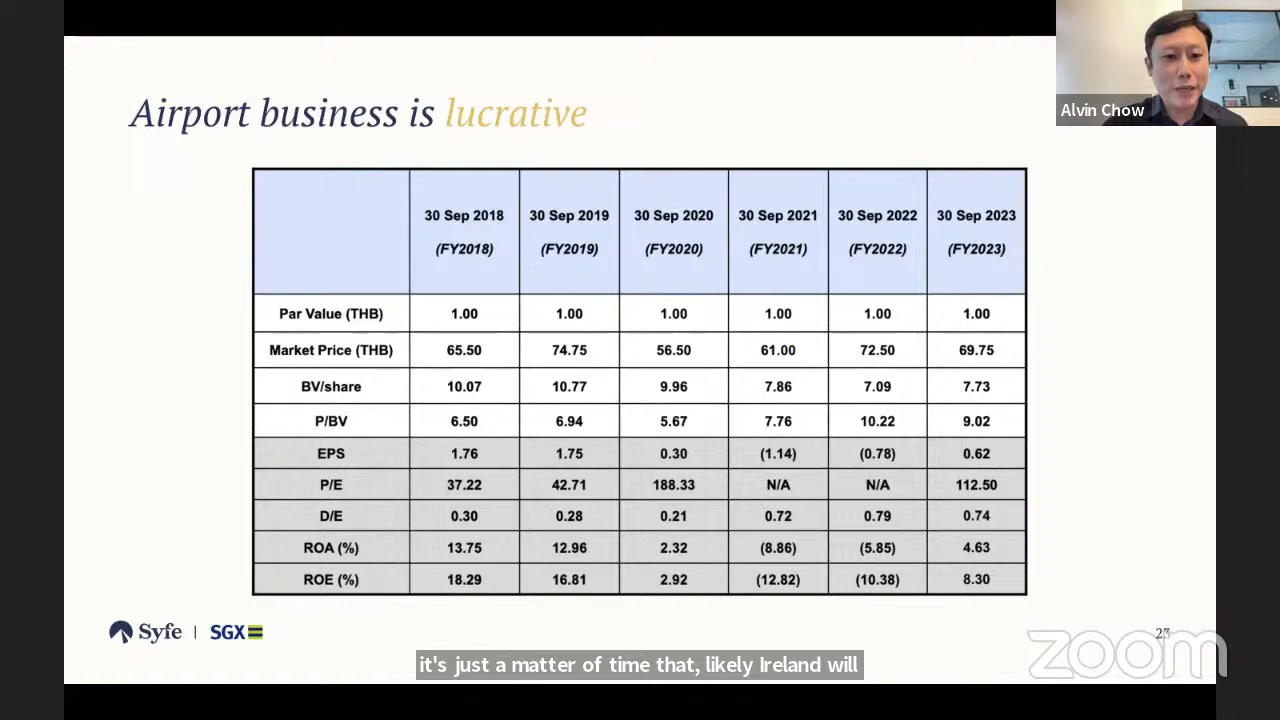 Alvin Chow
Airport business is lucrative
30 Sep 2018 30 Sep 2019 30 Sep 2020 30 Sep 2021 30 Sep 2022 30 Sep 2023
(FY2018) (FY2019) (FY2020) (FY2021) (FY2022) (FY2023)
Par Value (THB) 1.00 1.00 1.00 1.00 1.00 1.00
Market Price (THB) 65.50 74.75 56.50 61.00 72.50 69.75
BV/share 10.07 10.77 9.96 7.86 7.09 7.73
P/BV 6.50 6.94 5.67 7.76 10.22 9.02
EPS 1.76 1.75 0.30 (1.14) (0.78) 0.62
P/E 37.22 42.71 188.33 N/A N/A 112.50
D/E 0.30 0.28 0.21 0.72 0.79 0.74
ROA (%) 13.75 12.96 2.32 (8.86) (5.85) 4.63
ROE (%) 18.29 16.81 2.92 (12.82) (10.38) 8.30
Syfe | SGX
23
zoom
it's just a matter of time that, likely Ireland will